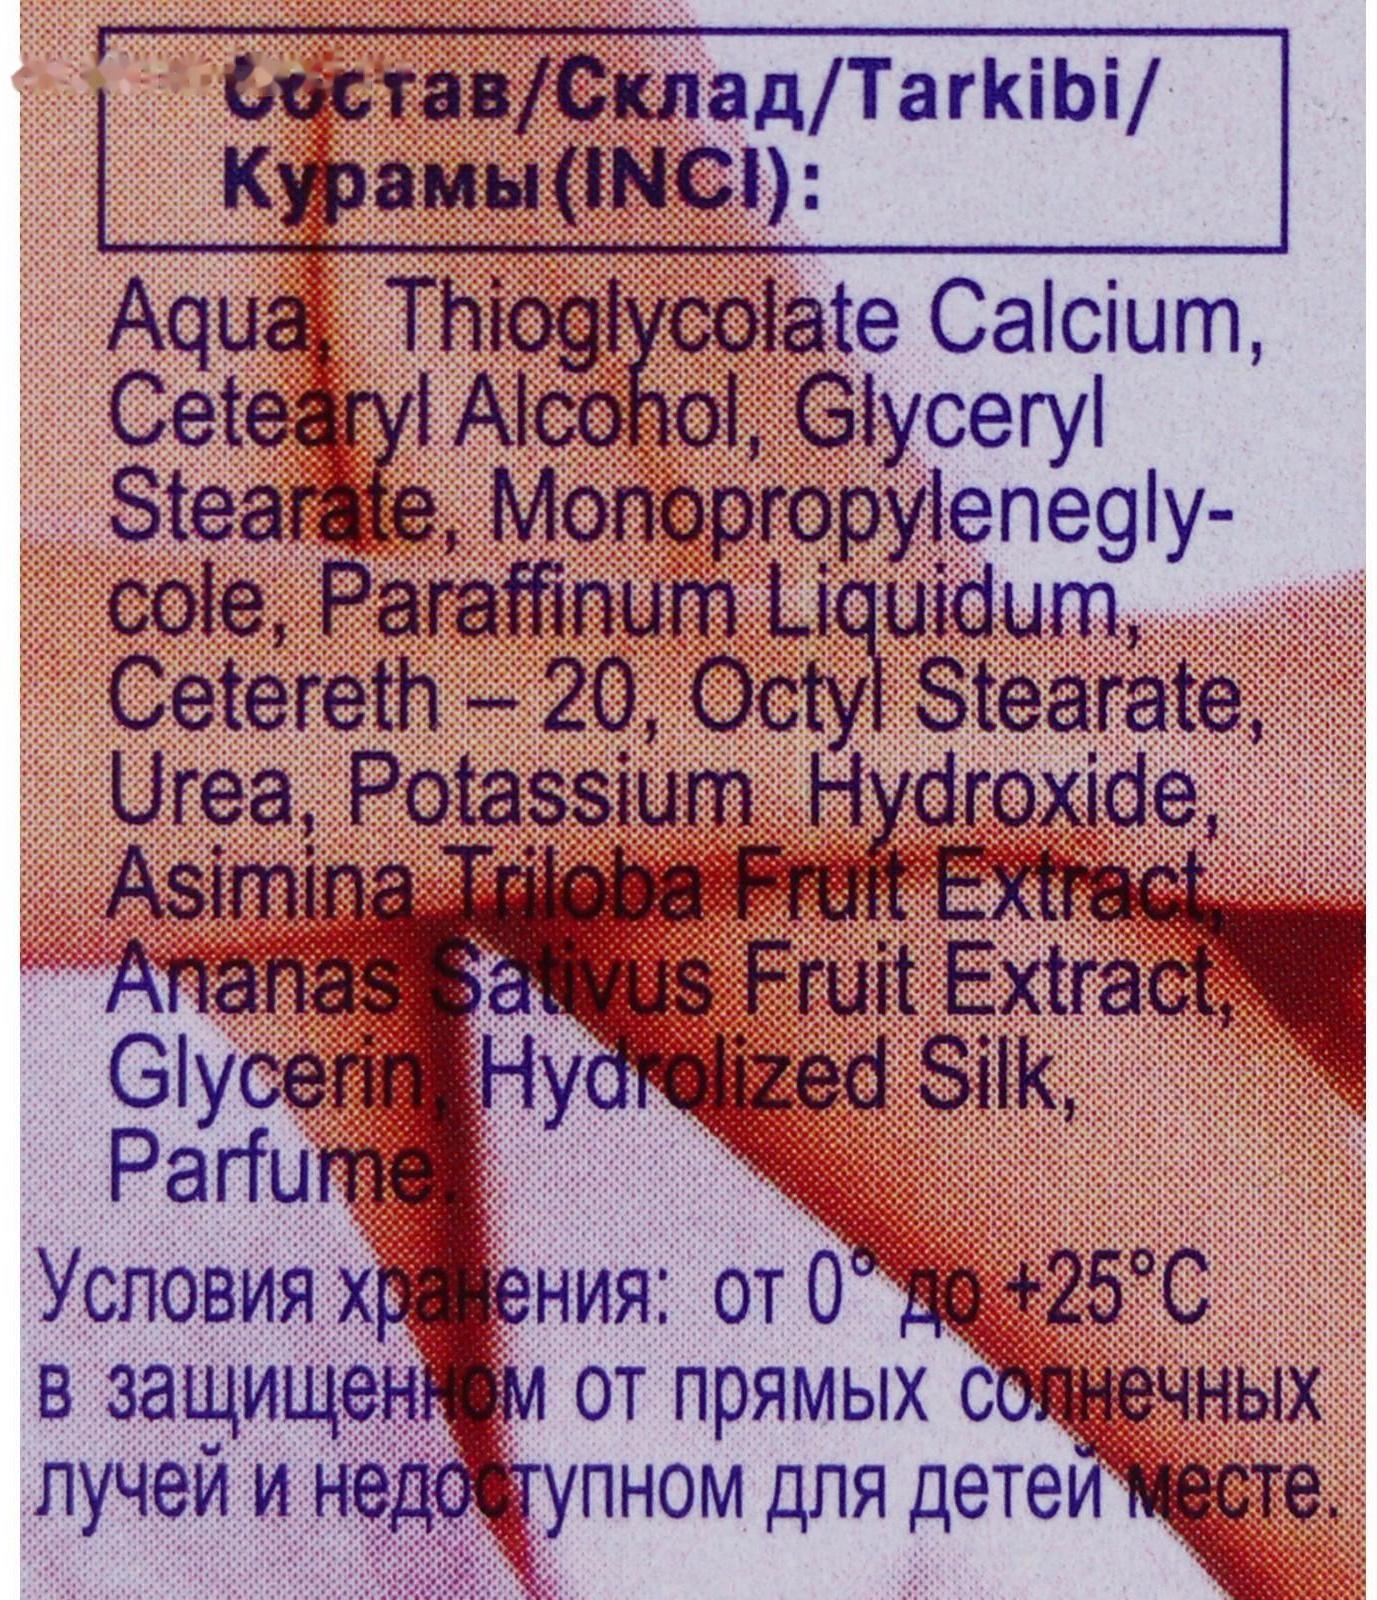 Состав/Склад/Tarkibi/
Курамы(INCI):
Aqua, Thioglycolate Calcium,
Cetearyl Alcohol, Glyceryl
Stearate, Monopropylenegly-
cole, Paraffinum Liquidum,
Cetereth – 20, Octyl Stearate,
Urea, Potassium Hydroxide,
Asimina Triloba Fruit Extract,
Ananas Sativus Fruit Extract,
Glycerin, Hydrolized Silk,
Parfume.
Условия хранения: от 0° до +25°C
в защищенном от прямых солнечных
лучей и недоступном для детей месте.